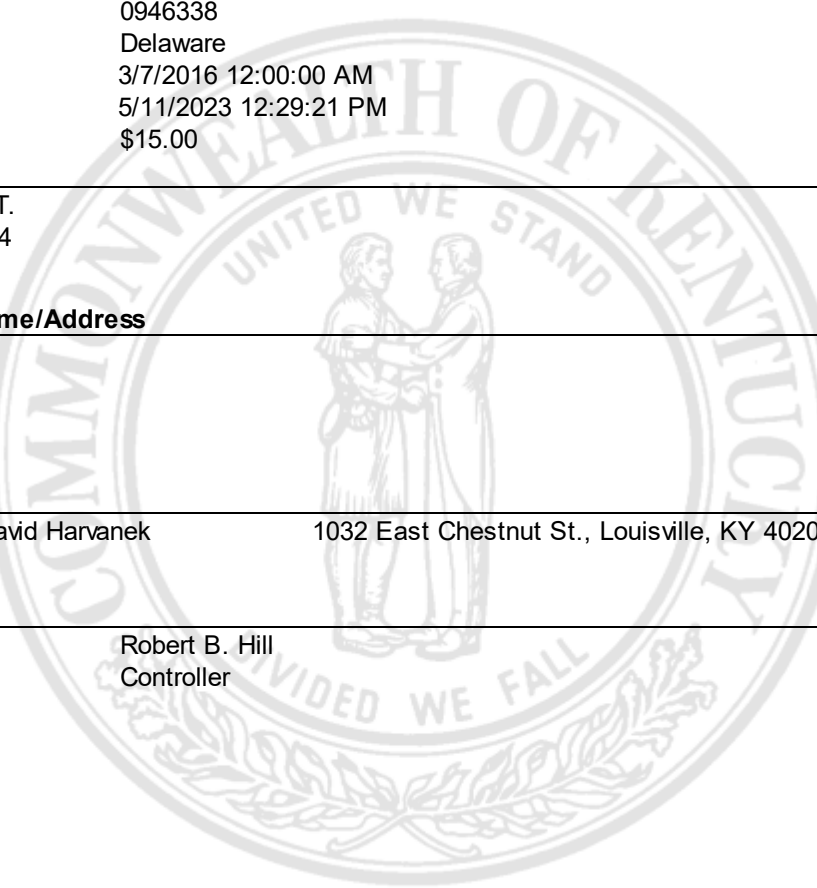 0946338
Delaware
3/7/2016 12:00:00 AM
5/11/2023 12:29:21 PM
$15.00
T.
4
me/Address
avid Harvanek 1032 East Chestnut St., Louisville, KY 4020
Robert B. Hill
Controller
COMMONWEALTH OF KENTUCKY
UNITED WE STAND
DIVIDED WE FALL